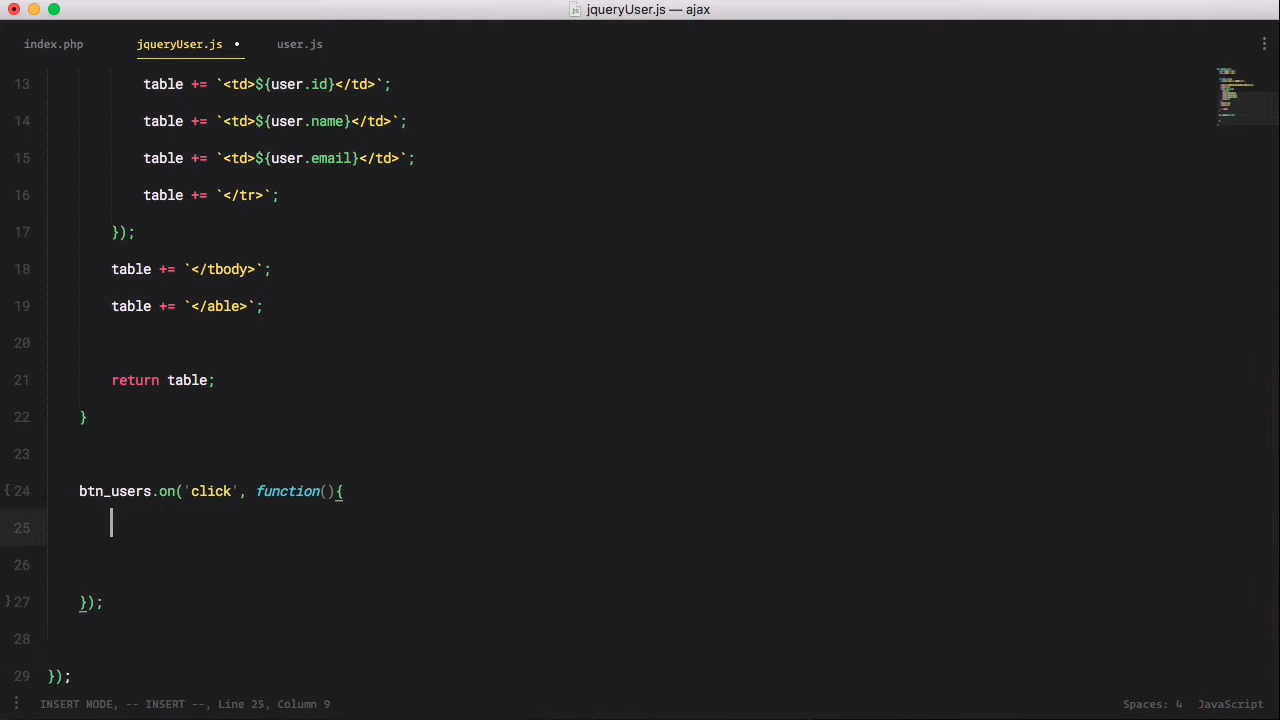 jqueryUser.js — ajax
index.php jqueryUser.js • user.js
13 table += `<td>${user.id}</td>`;
14 table += `<td>${user.name}</td>`;
15 table += `<td>${user.email}</td>`;
16 table += `</tr>`;
17 });
18 table += `</tbody>`;
19 table += `</able>`;
20
21 return table;
22 }
23
24 btn_users.on('click', function(){
25
26
27 });
28
29 });
INSERT MODE, -- INSERT --, Line 25, Column 9 Spaces: 4 JavaScript